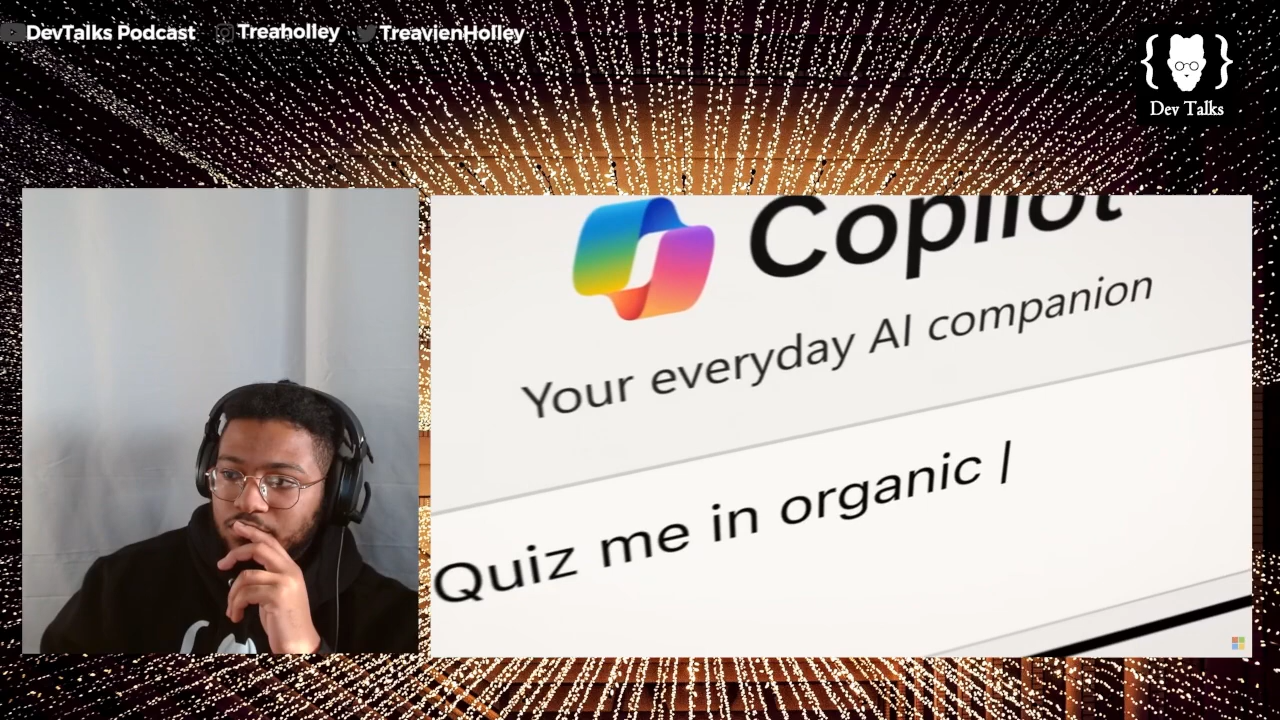 DevTalks Podcast
Treaholley
TreavienHolley
Dev Talks
Copilot
Your everyday AI companion
Quiz me in organic